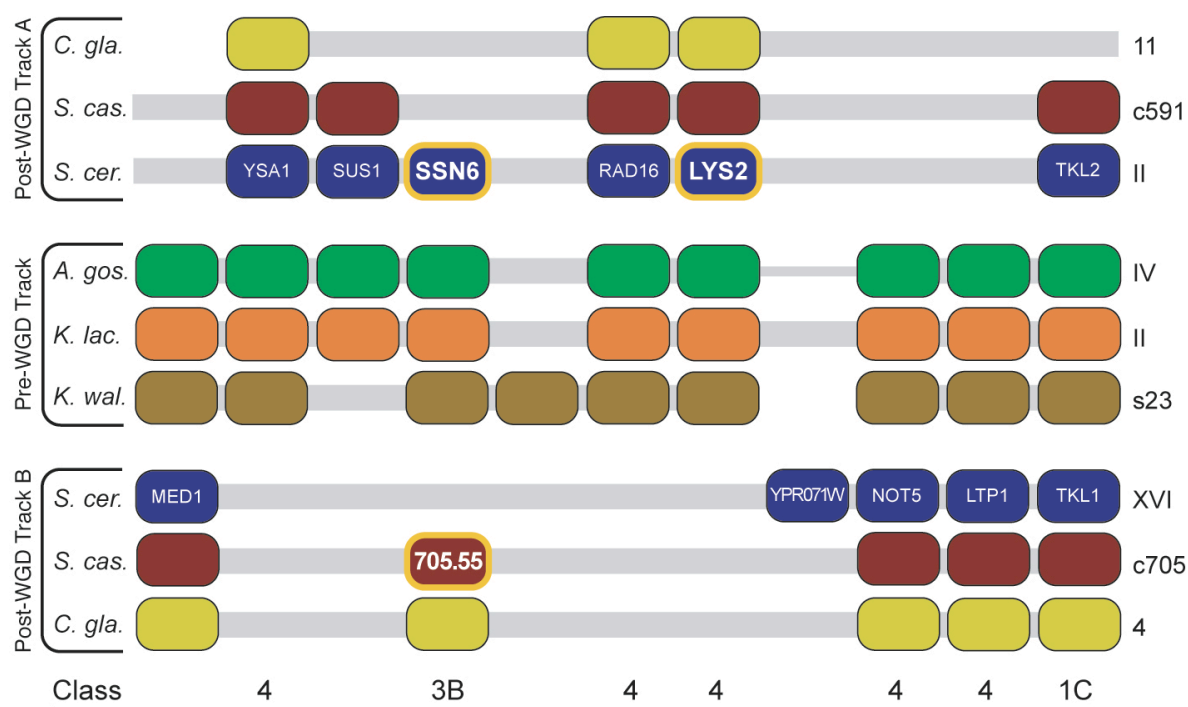 Post-WGD Track A
C. gla.
11
S. cas.
c591
S. cer.
YSA1
SUS1
SSN6
RAD16
LYS2
TKL2
II
Pre-WGD Track
A. gos.
IV
K. lac.
II
K. wal.
s23
Post-WGD Track B
S. cer.
MED1
YPR071W
NOT5
LTP1
TKL1
XVI
S. cas.
705.55
c705
C. gla.
4
Class 4 3B 4 4 4 4 1C